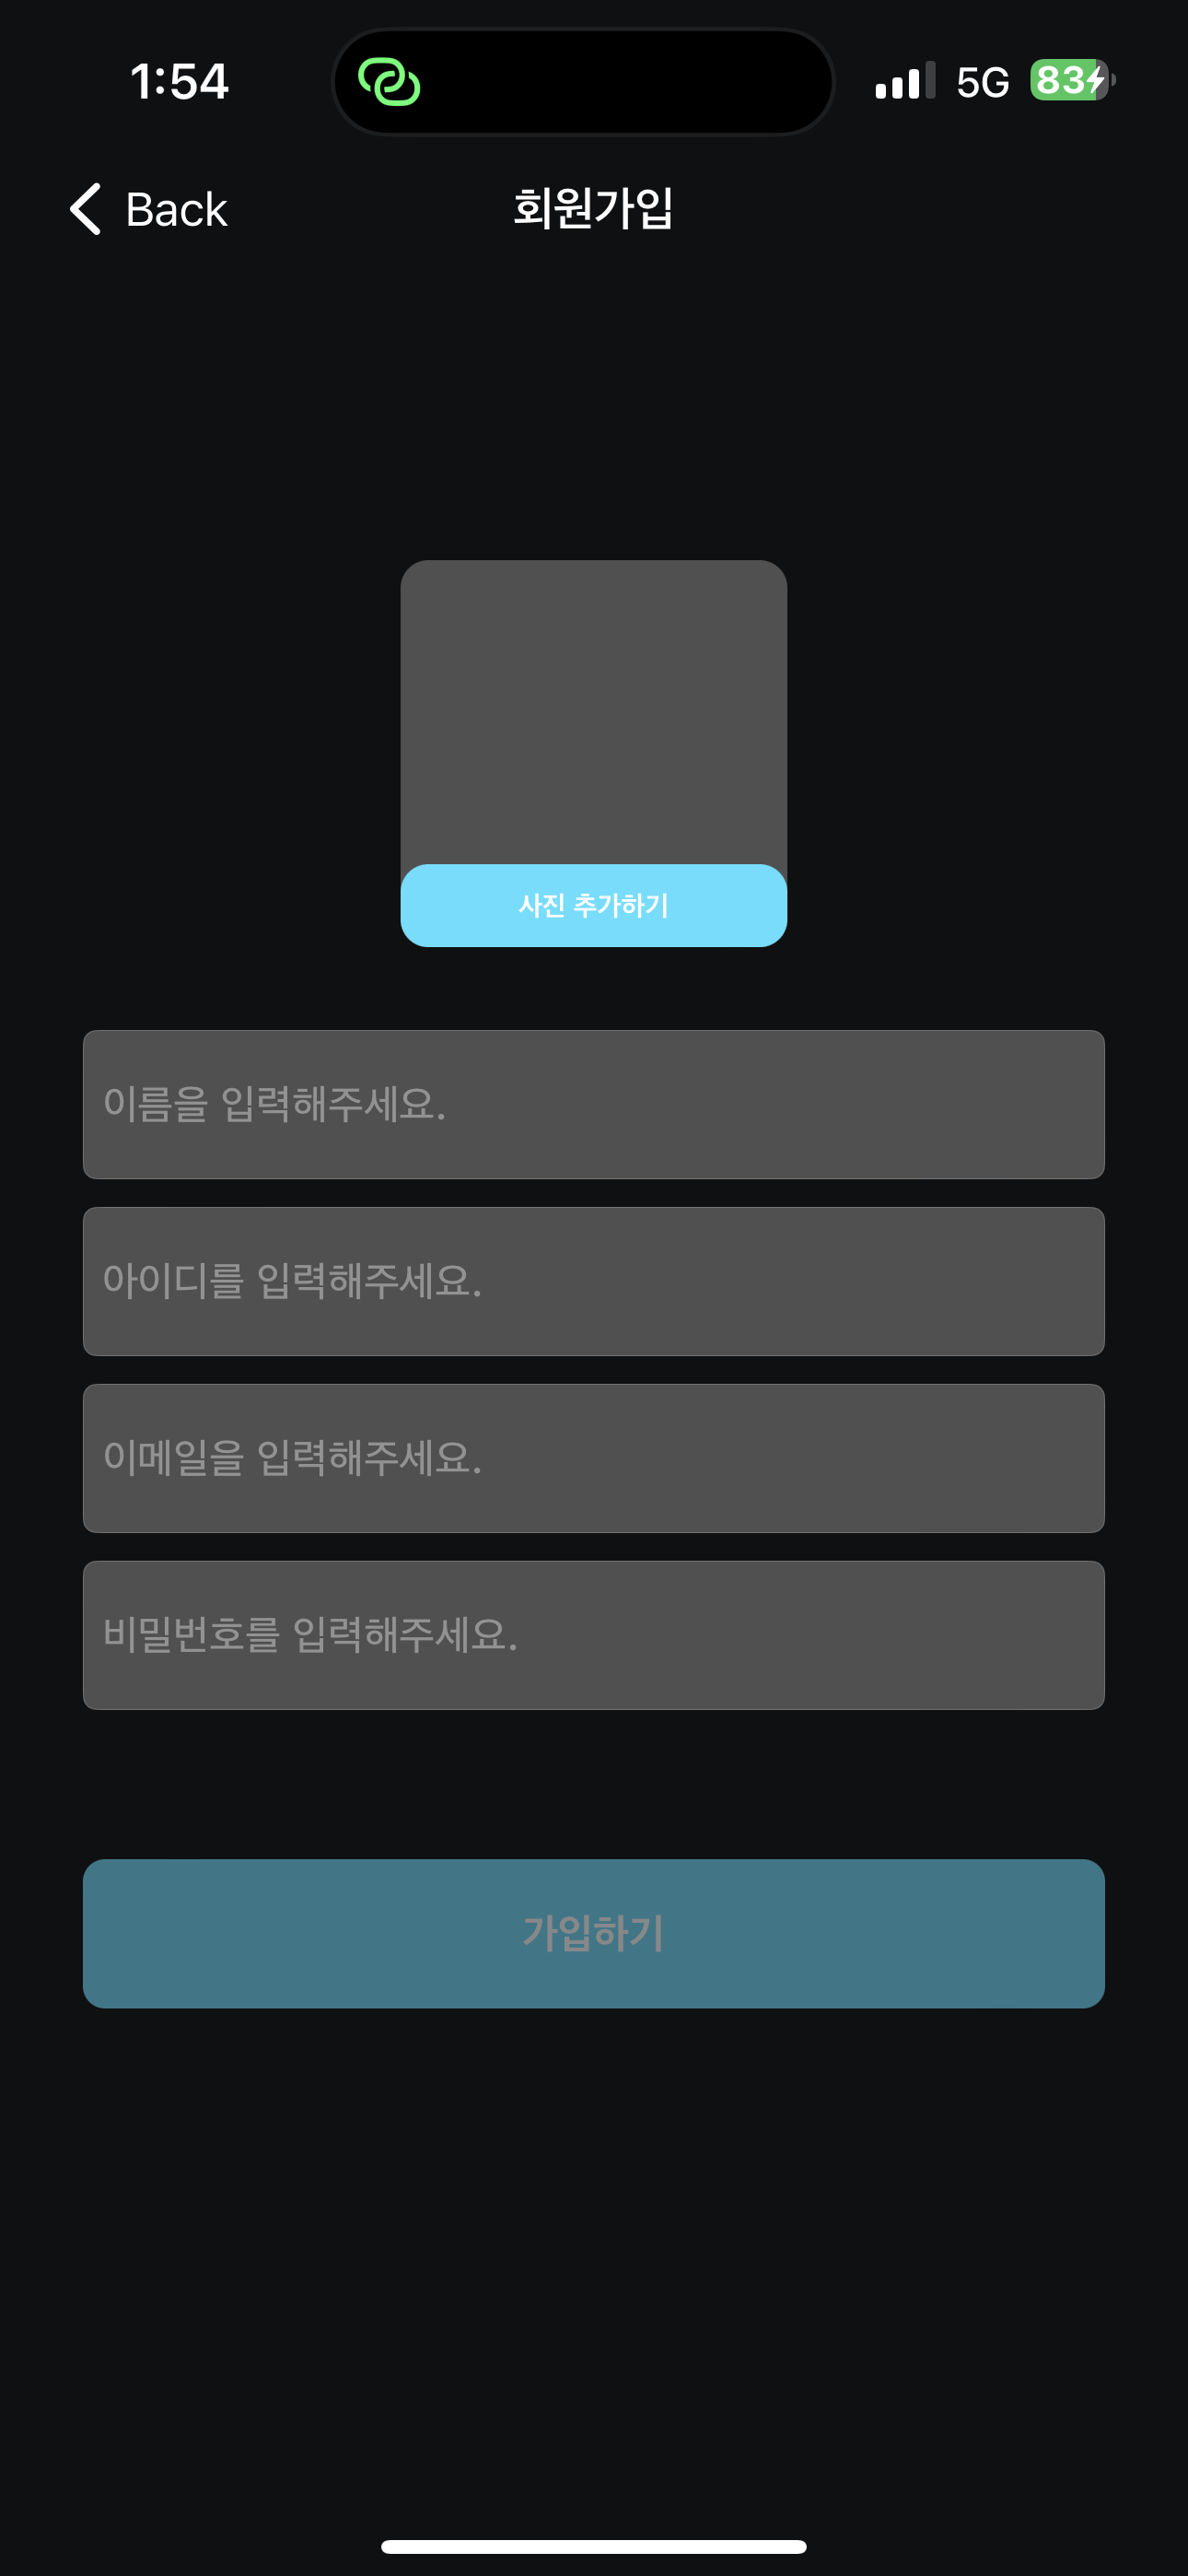 1:54
5G
83
Back
회원가입
사진 추가하기
이름을 입력해주세요.
아이디를 입력해주세요.
이메일을 입력해주세요.
비밀번호를 입력해주세요.
가입하기